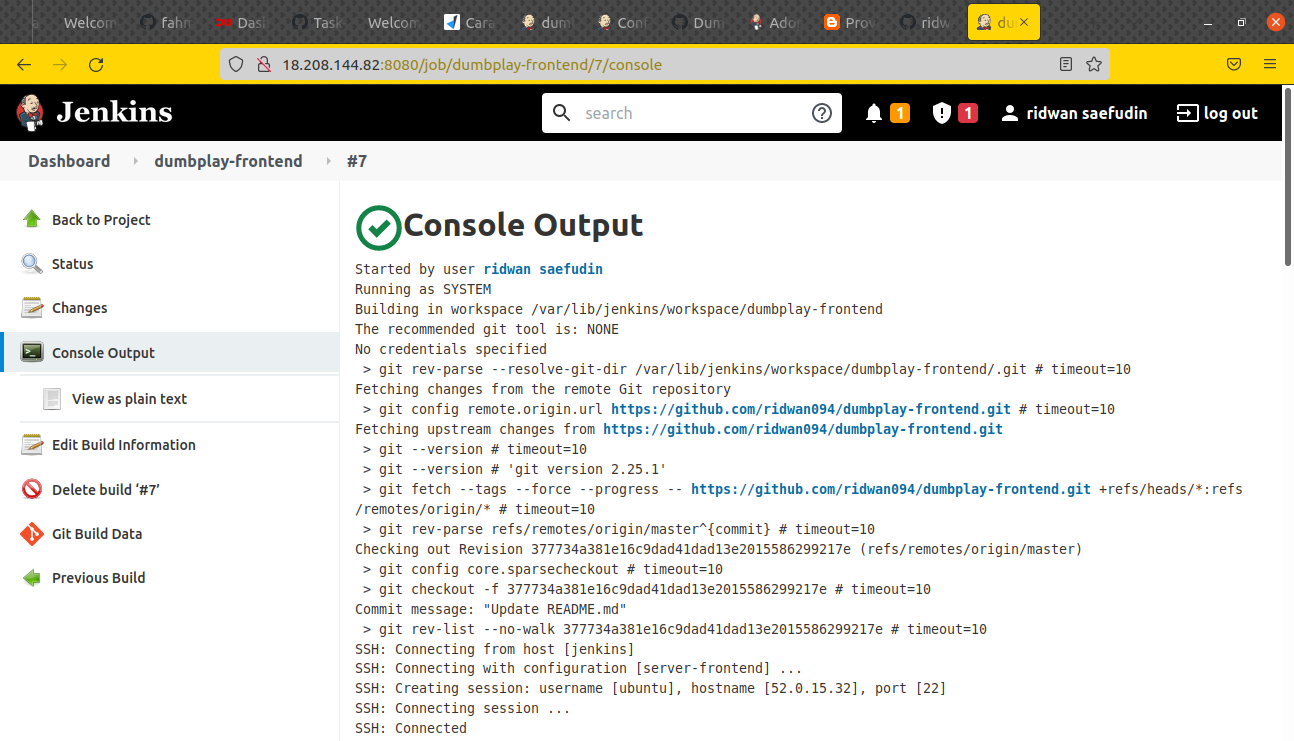 Welcom
fahr
Dasl
Task
Welcom
Cara
dum
Con
Dum
Ado
Prov
ridw
du
18.208.144.82:8080/job/dumbplay-frontend/7/console
Jenkins
search
1
1
ridwan saefudin
log out
Dashboard
dumbplay-frontend
#7
Back to Project
Status
Changes
Console Output
View as plain text
Edit Build Information
Delete build ‘#7’
Git Build Data
Previous Build
Console Output
Started by user ridwan saefudin
Running as SYSTEM
Building in workspace /var/lib/jenkins/workspace/dumbplay-frontend
The recommended git tool is: NONE
No credentials specified
> git rev-parse --resolve-git-dir /var/lib/jenkins/workspace/dumbplay-frontend/.git # timeout=10
Fetching changes from the remote Git repository
> git config remote.origin.url https://github.com/ridwan094/dumbplay-frontend.git # timeout=10
Fetching upstream changes from https://github.com/ridwan094/dumbplay-frontend.git
> git --version # timeout=10
> git --version # 'git version 2.25.1'
> git fetch --tags --force --progress -- https://github.com/ridwan094/dumbplay-frontend.git +refs/heads/*:refs
/remotes/origin/* # timeout=10
> git rev-parse refs/remotes/origin/master^{commit} # timeout=10
Checking out Revision 377734a381e16c9dad41dad13e2015586299217e (refs/remotes/origin/master)
> git config core.sparsecheckout # timeout=10
> git checkout -f 377734a381e16c9dad41dad13e2015586299217e # timeout=10
Commit message: "Update README.md"
> git rev-list --no-walk 377734a381e16c9dad41dad13e2015586299217e # timeout=10
SSH: Connecting from host [jenkins]
SSH: Connecting with configuration [server-frontend] ...
SSH: Creating session: username [ubuntu], hostname [52.0.15.32], port [22]
SSH: Connecting session ...
SSH: Connected